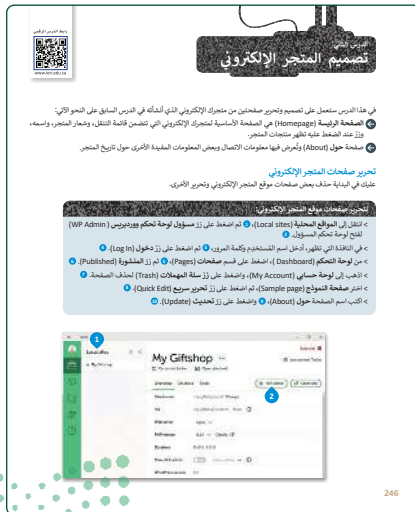 رابط الدرس الرقمي
www.ien.edu.sa
الدرس الثاني
تصميم المتجر الإلكتروني
في هذا الدرس ستعمل على تصميم وتحرير صفحتين من متجرك الإلكتروني الذي أنشأته في الدرس السابق على النحو الآتي:
الصفحة الرئيسة (Homepage) هي الصفحة الأساسية لمتجرك الإلكتروني التي تتضمن قائمة التنقل، وشعار المتجر، واسمه،
وزر عند الضغط عليه تظهر منتجات المتجر.
صفحة حول (About) وتُعرض فيها معلومات الاتصال وبعض المعلومات المفيدة الأخرى حول تاريخ المتجر.
تحرير صفحات المتجر الإلكتروني
عليك في البداية حذف بعض صفحات موقع المتجر الإلكتروني وتحرير الأخرى.
لتحرير صفحات موقع المتجر الإلكتروني:
> انتقل إلى المواقع المحلية (Local sites)، 1 ثم اضغط على زر مسؤول لوحة تحكم ووردبريس (WP Admin)
لفتح لوحة تحكم المسؤول. 2
> في النافذة التي تظهر، أدخل اسم المُستخدِم وكلمة المرور، 3 ثم اضغط على زر دخول (Log In). 4
> من لوحة التحكم (Dashboard)، اضغط على قسم صفحات (Pages)، 5 ثم زر المنشورة (Published). 6
> اذهب إلى لوحة حسابي (My Account)، واضغط على زر سلة المهملات (Trash) لحذف الصفحة. 7
> اختر صفحة النموذج (Sample page)، ثم اضغط على زر تحرير سريع (Quick Edit). 8
> اكتب اسم الصفحة حول (About)، 9 واضغط على زر تحديث (Update). 10
1
My Giftshop
2
246